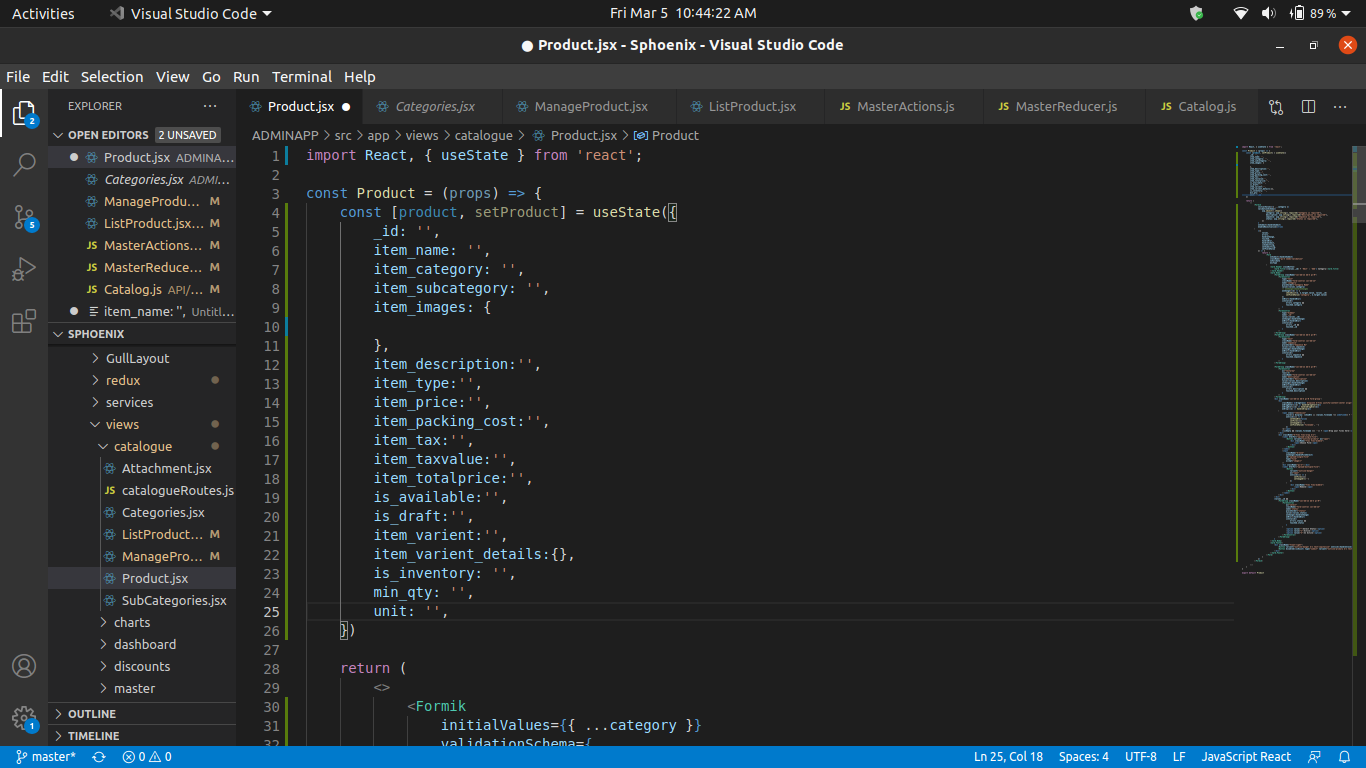 Activities
Visual Studio Code
Fri Mar 5 10:44:22 AM
89 %
● Product.jsx - Sphoenix - Visual Studio Code
File Edit Selection View Go Run Terminal Help
EXPLORER
OPEN EDITORS 2 UNSAVED
Product.jsx ADMINA...
Categories.jsx ADMI...
ManageProdu... M
ListProduct.jsx... M
JS MasterActions... M
JS MasterReduce... M
JS Catalog.js API/... M
item_name: '', Untitl...
SPHOENIX
GullLayout
redux
services
views
catalogue
Attachment.jsx
JS catalogueRoutes.js
Categories.jsx
ListProduct... M
ManagePro... M
Product.jsx
SubCategories.jsx
charts
dashboard
discounts
master
OUTLINE
TIMELINE
2
5
1
Product.jsx
Categories.jsx
ManageProduct.jsx
ListProduct.jsx
JS MasterActions.js
JS MasterReducer.js
JS Catalog.js
ADMINAPP > src > app > views > catalogue > Product.jsx > Product
1 import React, { useState } from 'react';
2
3 const Product = (props) => {
4 const [product, setProduct] = useState({
5 _id: '',
6 item_name: '',
7 item_category: '',
8 item_subcategory: '',
9 item_images: {
10
11 },
12 item_description:'',
13 item_type:'',
14 item_price:'',
15 item_packing_cost:'',
16 item_tax:'',
17 item_taxvalue:'',
18 item_totalprice:'',
19 is_available:'',
20 is_draft:'',
21 item_varient:'',
22 item_varient_details:{},
23 is_inventory: '',
24 min_qty: '',
25 unit: '',
26 })
27
28 return (
29 <>
30 <Formik
31 initialValues={{ ...category }}
32 validationSchema={
master* 0 0
Ln 25, Col 18 Spaces: 4 UTF-8 LF JavaScript React